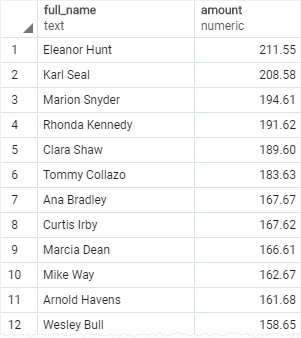 full_name amount
text numeric
1 Eleanor Hunt 211.55
2 Karl Seal 208.58
3 Marion Snyder 194.61
4 Rhonda Kennedy 191.62
5 Clara Shaw 189.60
6 Tommy Collazo 183.63
7 Ana Bradley 167.67
8 Curtis Irby 167.62
9 Marcia Dean 166.61
10 Mike Way 162.67
11 Arnold Havens 161.68
12 Wesley Bull 158.65